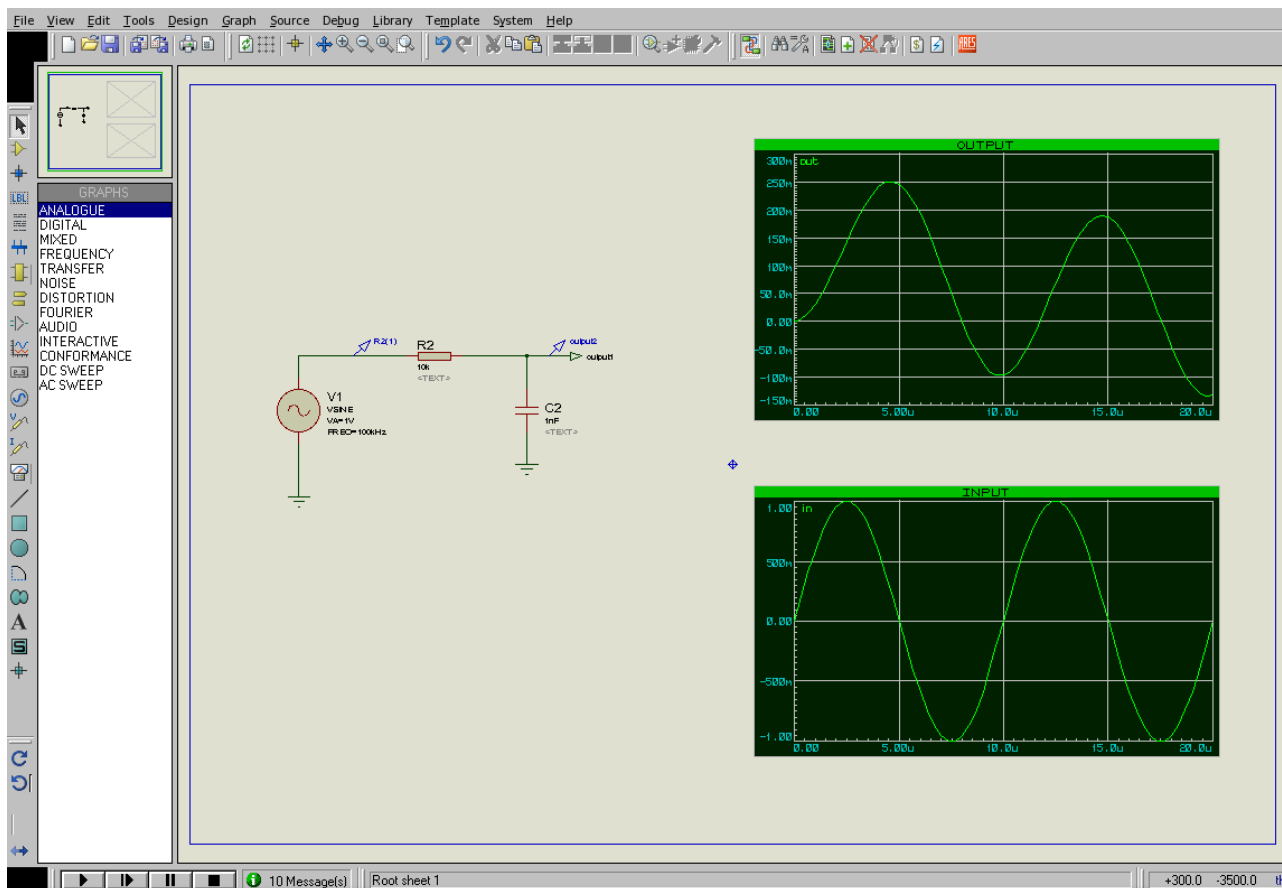 File View Edit Tools Design Graph Source Debug Library Template System Help
GRAPHS
ANALOGUE
DIGITAL
MIXED
FREQUENCY
TRANSFER
NOISE
DISTORTION
FOURIER
AUDIO
INTERACTIVE
CONFORMANCE
DC SWEEP
AC SWEEP
LBL
A
S
V
I
ARES
R2(1)
R2
10k
<TEXT>
output2
output1
V1
VSINE
VA=1V
FREQ=100kHz
C2
1nF
<TEXT>
OUTPUT
out
300m
250m
200m
150m
100m
50.0m
0.00
-50.0m
-100m
-150m
0.00 5.00u 10.0u 15.0u 20.0u
INPUT
in
1.00
500m
0.00
-500m
-1.00
0.00 5.00u 10.0u 15.0u 20.0u
10 Message(s) Root sheet 1 +300.0 -3500.0